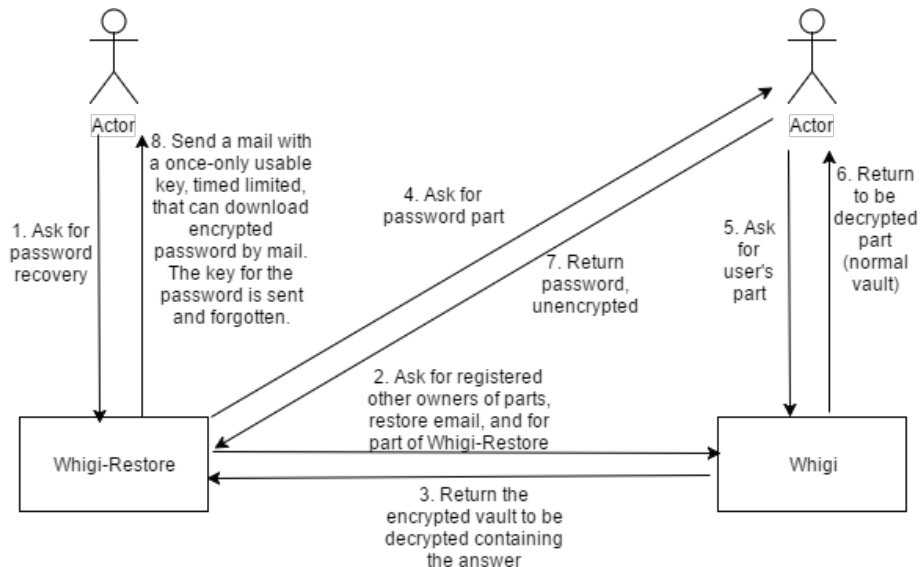 Actor
Actor
8. Send a mail with
a once-only usable
key, timed limited,
that can download
encrypted
password by mail.
The key for the
password is sent
and forgotten.
1. Ask for
password
recovery
4. Ask for
password part
7. Return
password,
unencrypted
5. Ask
for
user's
part
6. Return
to be
decrypted
part
(normal
vault)
2. Ask for registered
other owners of parts,
restore email, and for
part of Whigi-Restore
Whigi-Restore
Whigi
3. Return the
encrypted vault to be
decrypted containing
the answer